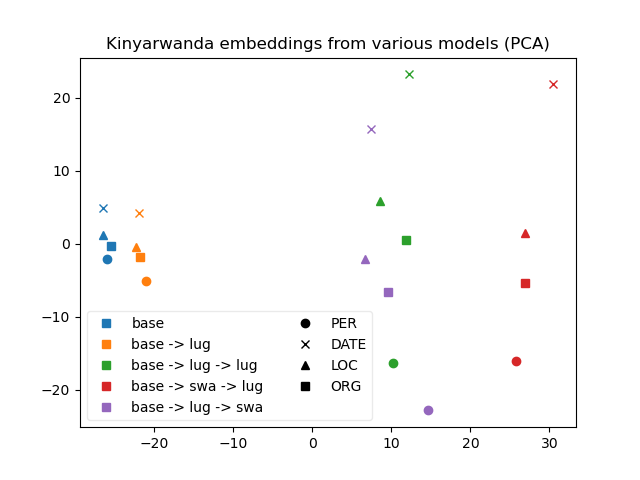 Kinyarwanda embeddings from various models (PCA)
20
10
0
−10
−20
base
base -> lug
base -> lug -> lug
base -> swa -> lug
base -> lug -> swa
PER
DATE
LOC
ORG
−20 −10 0 10 20 30